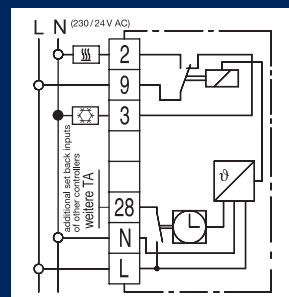 L N (230 / 24 V AC)
2
9
3
additional set back inputs
of other controllers
weitere TA
28
N
L
ϑ